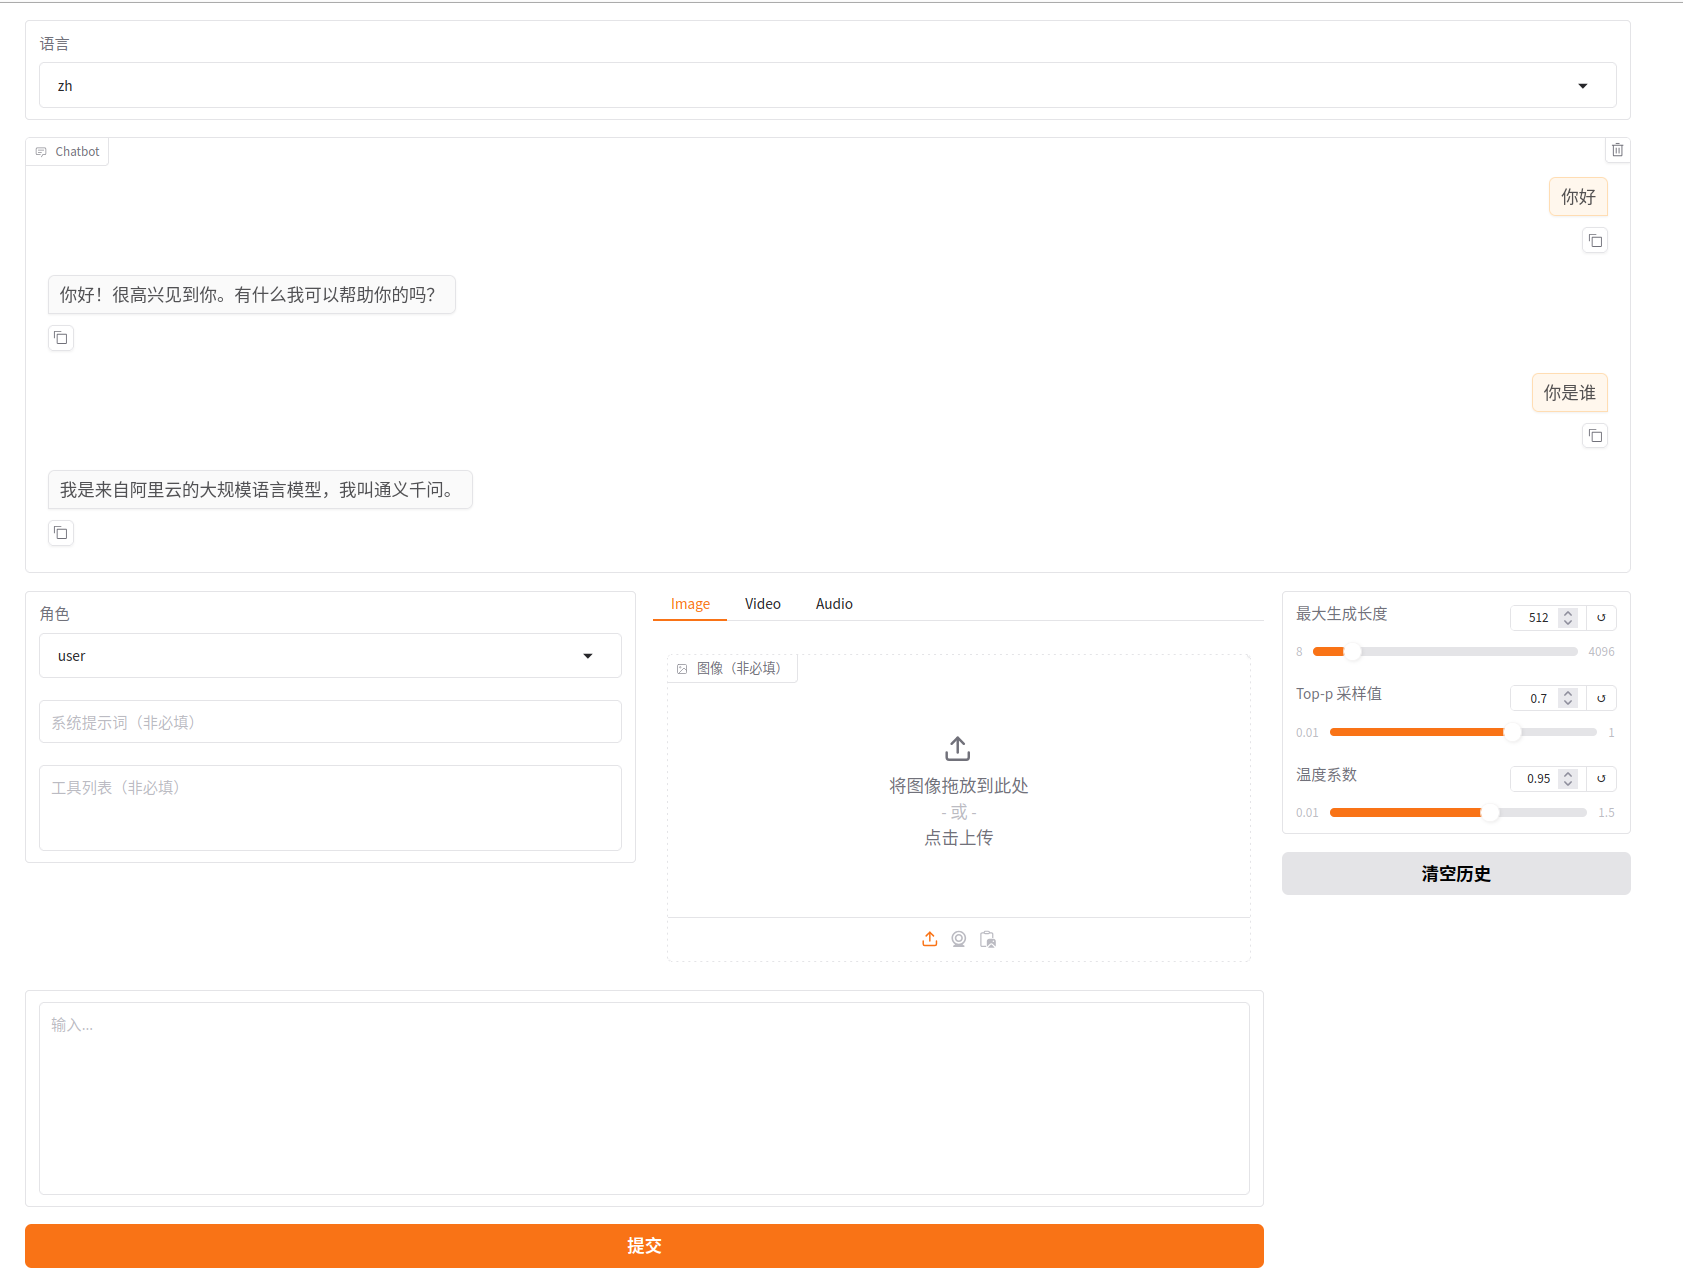 语言
zh
Chatbot
你好
你好！很高兴见到你。有什么我可以帮助你的吗？
你是谁
我是来自阿里云的大规模语言模型，我叫通义千问。
角色
user
系统提示词（非必填）
工具列表（非必填）
Image Video Audio
图像（非必填）
将图像拖放到此处
- 或 -
点击上传
最大生成长度 512
8 4096
Top-p 采样值 0.7
0.01 1
温度系数 0.95
0.01 1.5
清空历史
输入...
提交